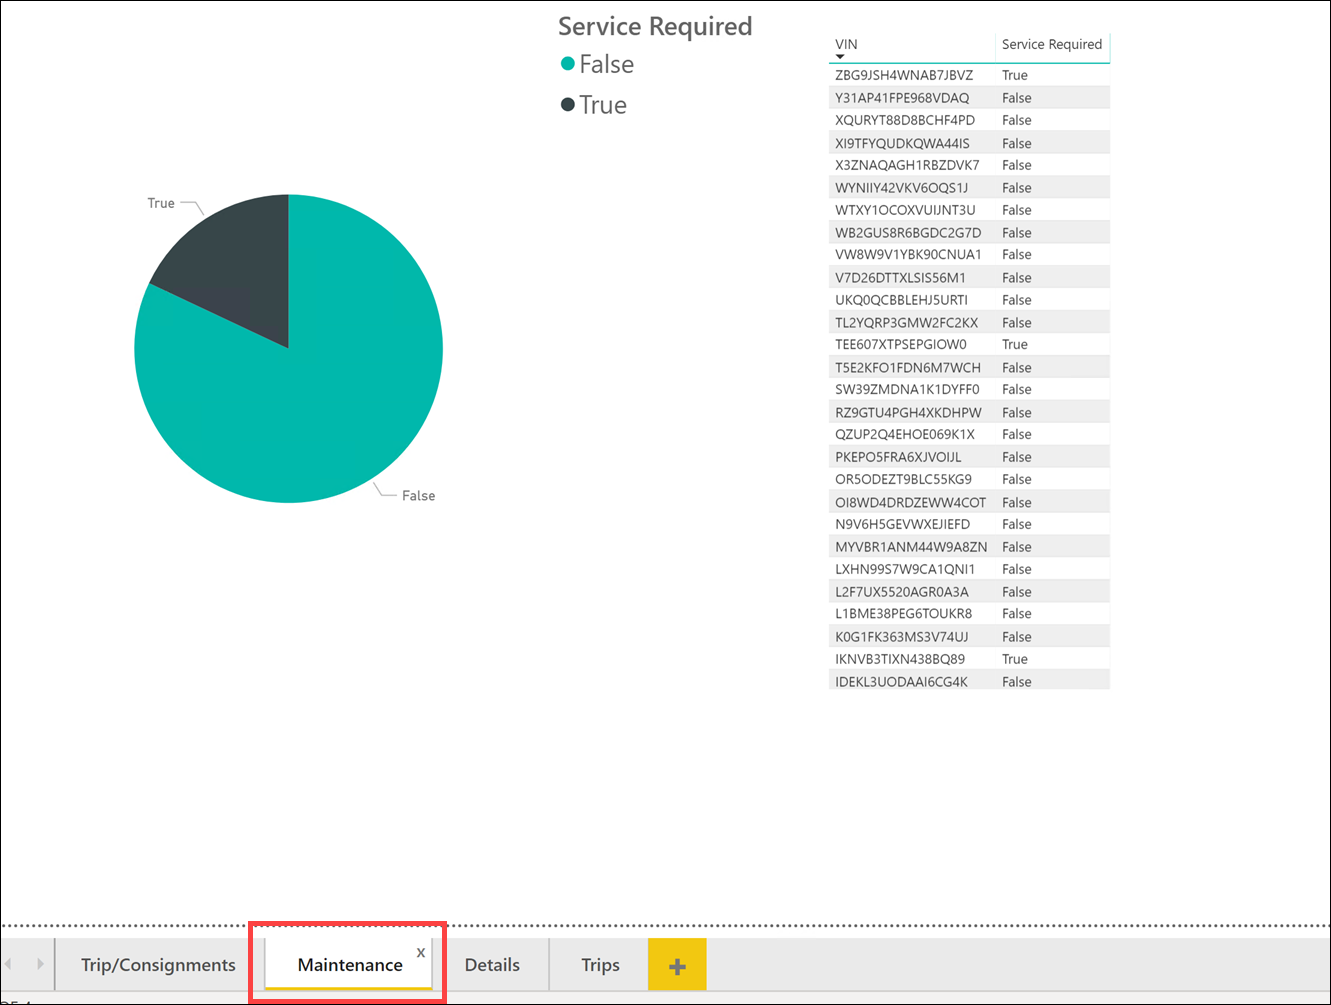 Service Required
False
True
True
False
VIN Service Required
ZBG9JSH4WNAB7JBVZ True
Y31AP41FPE968VDAQ False
XQURYT88D8BCHF4PD False
XI9TFYQUDKQWA44IS False
X3ZNAQAGH1RBZDVK7 False
WYNIIY42VKV6OQS1J False
WTXY1OCOXVUIJNT3U False
WB2GUS8R6BGDC2G7D False
VW8W9V1YBK90CNUA1 False
V7D26DTTXLSIS56M1 False
UKQ0QCBBLEHJ5URTI False
TL2YQRP3GMW2FC2KX False
TEE607XTPSEPGIOW0 True
T5E2KFO1FDN6M7WCH False
SW39ZMDNA1K1DYFF0 False
RZ9GTU4PGH4XKDHPW False
QZUP2Q4EHOE069K1X False
PKEPO5FRA6XJVOIJL False
OR5ODEZT9BLC55KG9 False
OI8WD4DRDZEWW4COT False
N9V6H5GEVWXEJIEFD False
MYVBR1ANM44W9A8ZN False
LXHN99S7W9CA1QNI1 False
L2F7UX5520AGR0A3A False
L1BME38PEG6TOUKR8 False
K0G1FK363MS3V74UJ False
IKNVB3TIXN438BQ89 True
IDEKL3UODAAI6CG4K False
Trip/Consignments Maintenance x Details Trips +